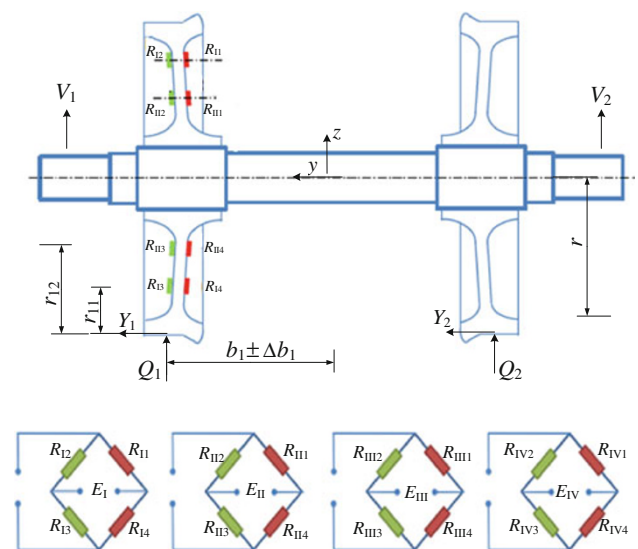 R_I2 R_I1
R_II2 R_II1
V_1 V_2
z
y
R_II3 R_II4
R_I3 R_I4
r_12 r_11 r
Y_1 Y_2
b_1 ± Δb_1
Q_1 Q_2
R_I2 R_I1 R_II2 R_II1 R_III2 R_III1 R_IV2 R_IV1
E_I E_II E_III E_IV
R_I3 R_I4 R_II3 R_II4 R_III3 R_III4 R_IV3 R_IV4